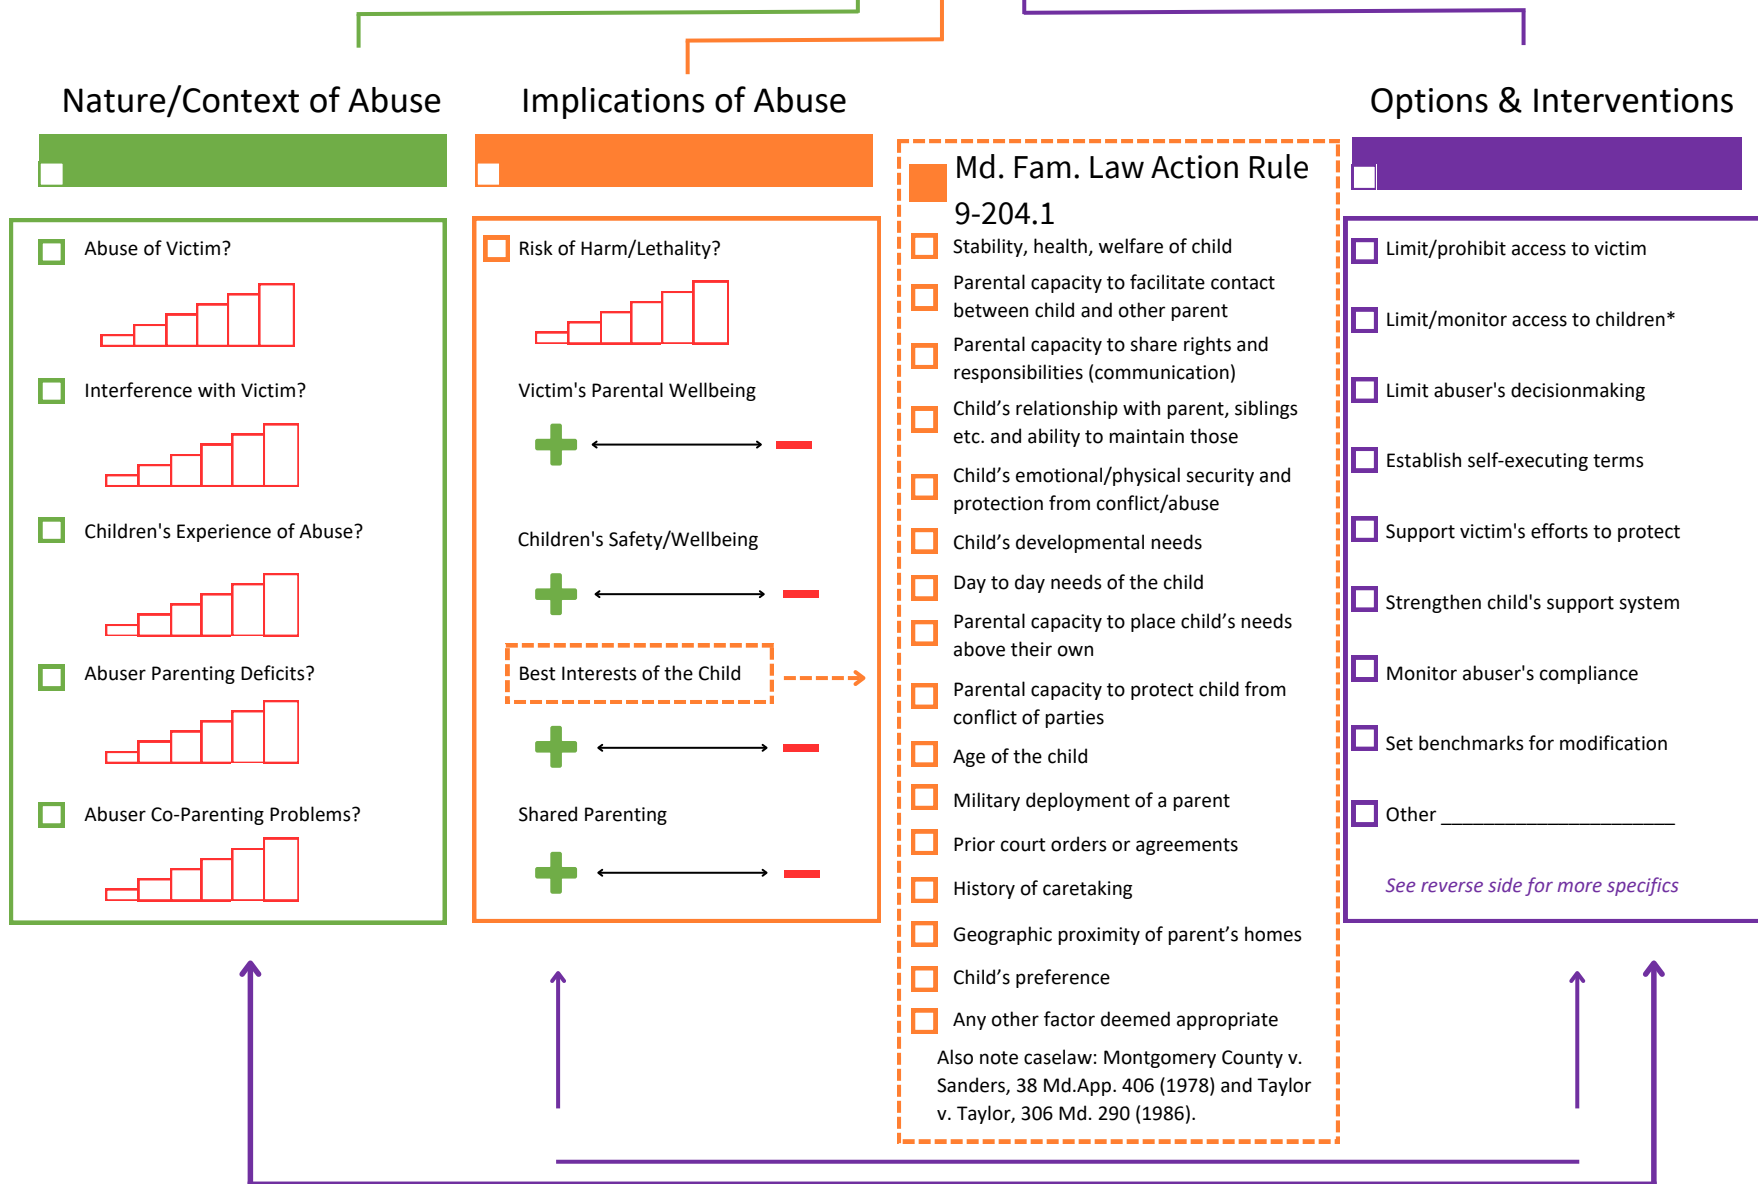 Nature/Context of Abuse
Abuse of Victim?
Interference with Victim?
Children's Experience of Abuse?
Abuser Parenting Deficits?
Abuser Co-Parenting Problems?
Implications of Abuse
Risk of Harm/Lethality?
Victim's Parental Wellbeing
Children's Safety/Wellbeing
Best Interests of the Child
Shared Parenting
Md. Fam. Law Action Rule
9-204.1
Stability, health, welfare of child
Parental capacity to facilitate contact
between child and other parent
Parental capacity to share rights and
responsibilities (communication)
Child’s relationship with parent, siblings
etc. and ability to maintain those
Child’s emotional/physical security and
protection from conflict/abuse
Child’s developmental needs
Day to day needs of the child
Parental capacity to place child’s needs
above their own
Parental capacity to protect child from
conflict of parties
Age of the child
Military deployment of a parent
Prior court orders or agreements
History of caretaking
Geographic proximity of parent’s homes
Child’s preference
Any other factor deemed appropriate
Also note caselaw: Montgomery County v.
Sanders, 38 Md.App. 406 (1978) and Taylor
v. Taylor, 306 Md. 290 (1986).
Options & Interventions
Limit/prohibit access to victim
Limit/monitor access to children*
Limit abuser's decisionmaking
Establish self-executing terms
Support victim's efforts to protect
Strengthen child's support system
Monitor abuser's compliance
Set benchmarks for modification
Other ______________________
See reverse side for more specifics